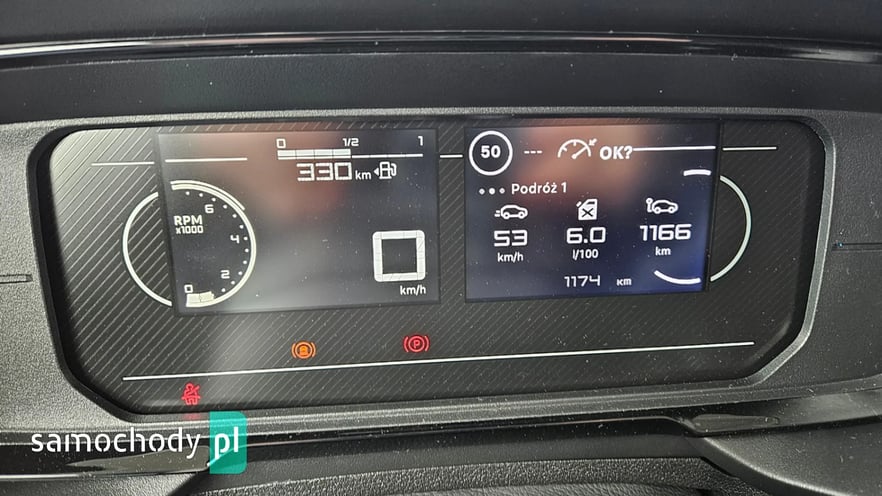 0 1/2 1
330 km
RPM
x1000
6
4
2
0
0
km/h
50 --- OK?
Podróż 1
53 6.0 1166
km/h l/100 km
1174 km
P
samochody pl